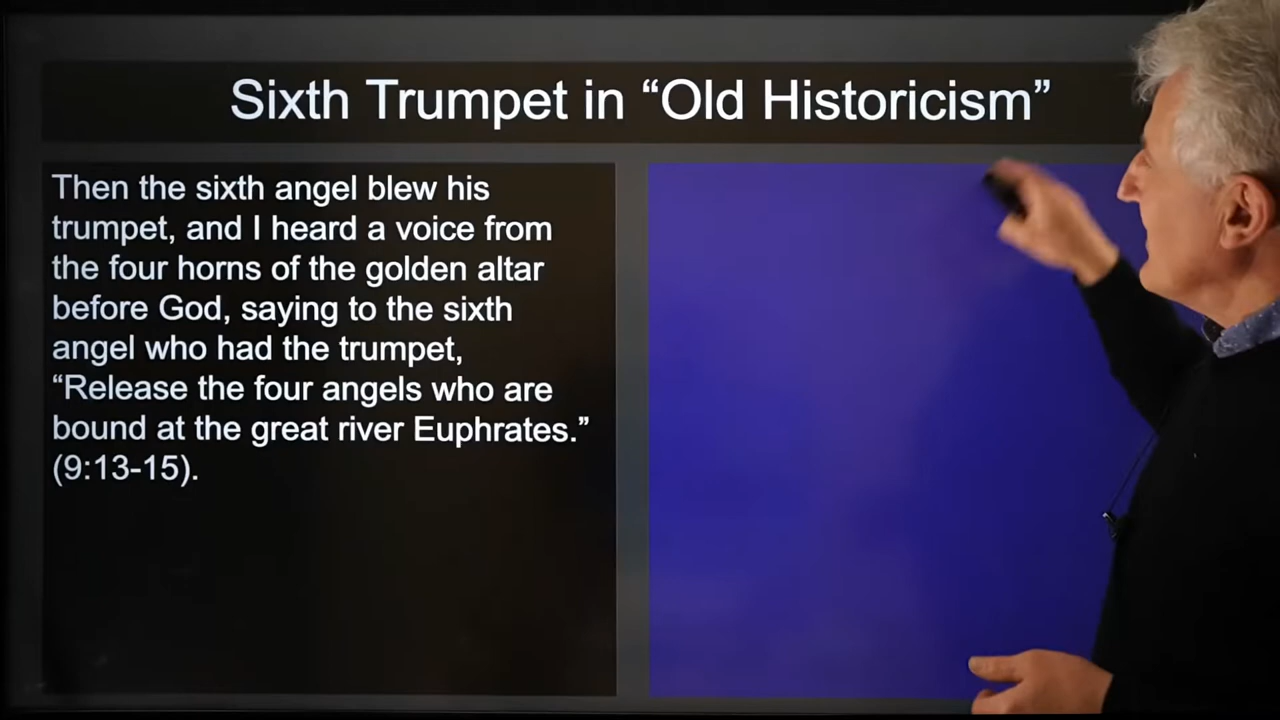 Sixth Trumpet in “Old Historicism”
Then the sixth angel blew his
trumpet, and I heard a voice from
the four horns of the golden altar
before God, saying to the sixth
angel who had the trumpet,
“Release the four angels who are
bound at the great river Euphrates.”
(9:13-15).